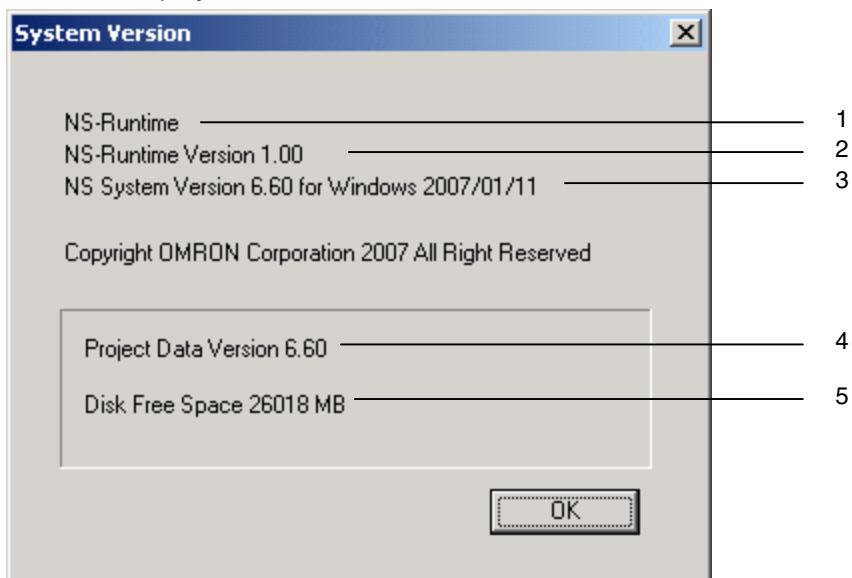 System Version
NS-Runtime 1
NS-Runtime Version 1.00 2
NS System Version 6.60 for Windows 2007/01/11 3
Copyright OMRON Corporation 2007 All Right Reserved
Project Data Version 6.60 4
Disk Free Space 26018 MB 5
OK